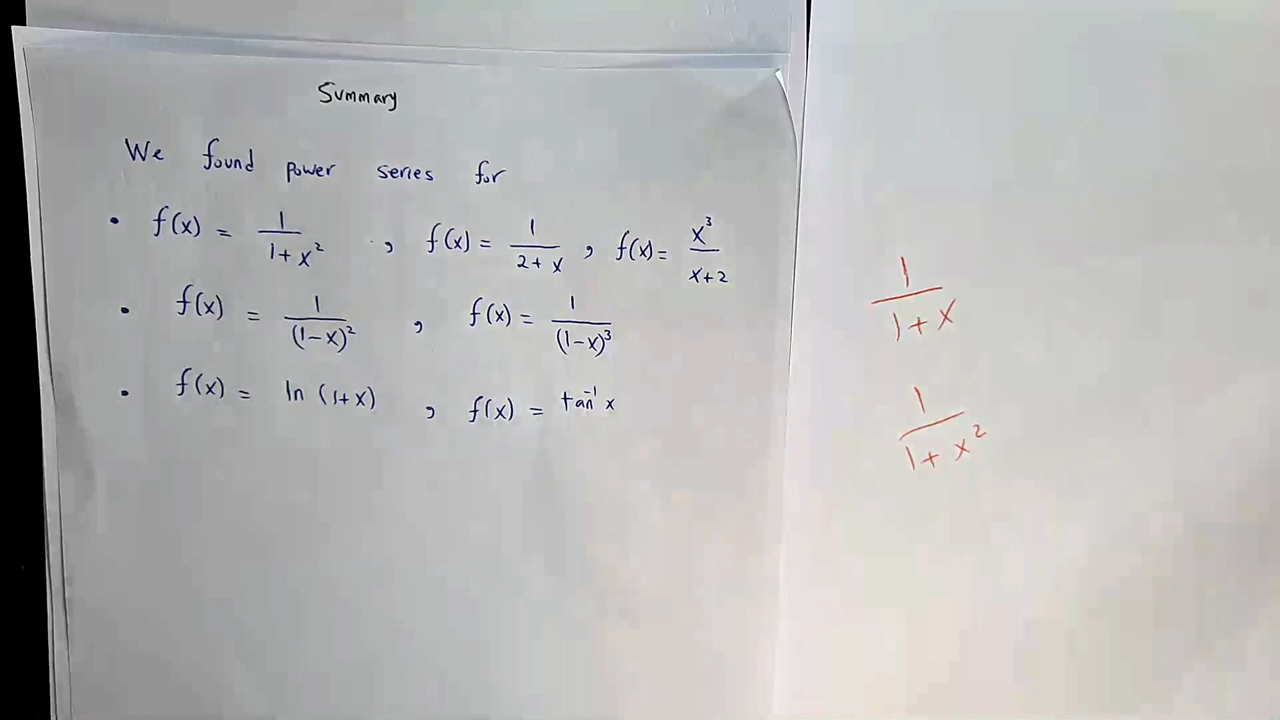 Summary
We found power series for
• f(x) = 1/(1+x²) , f(x) = 1/(2+x) , f(x) = x³/(x+2)
• f(x) = 1/(1-x)² , f(x) = 1/(1-x)³
• f(x) = ln (1+x) , f(x) = tan⁻¹ x
1/(1+x)
1/(1+x²)